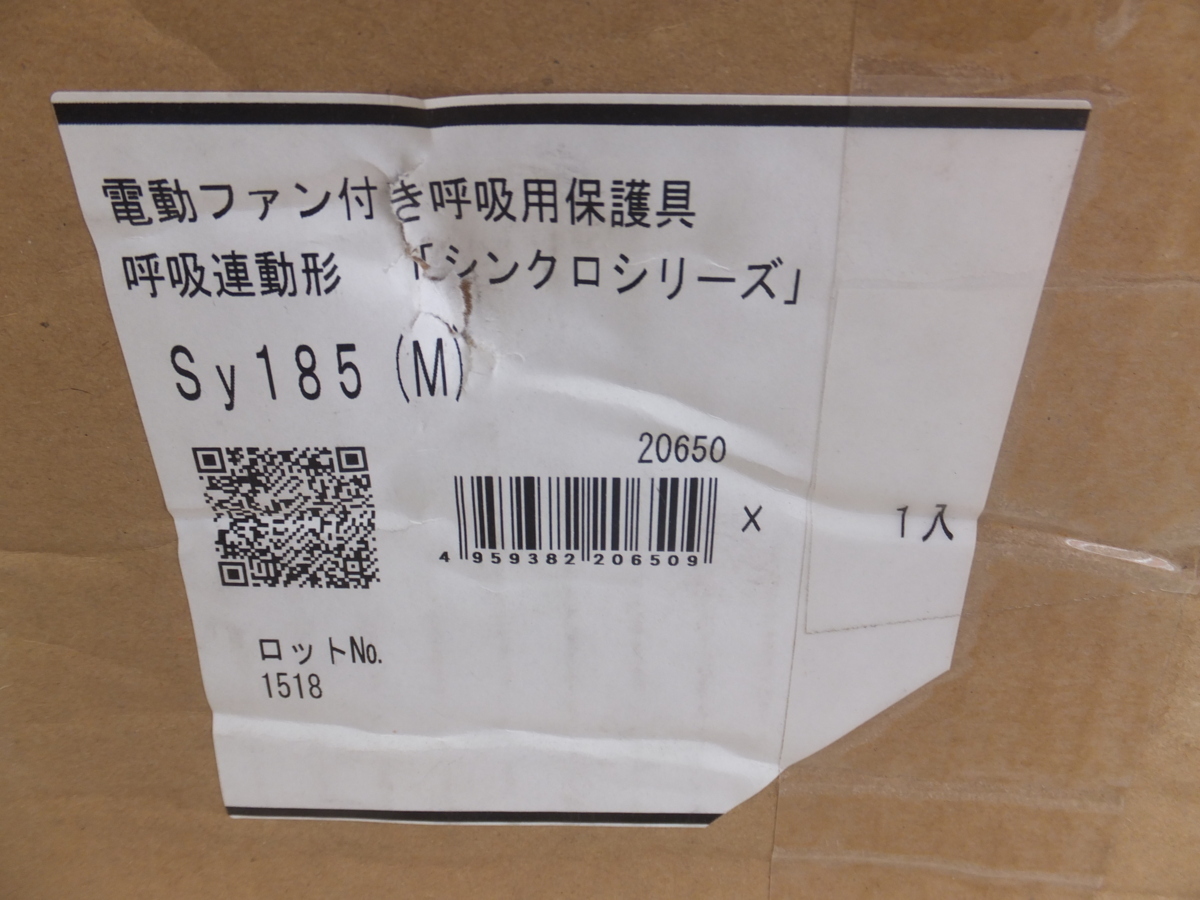 電動ファン付き呼吸用保護具
呼吸連動形　「シンクロシリーズ」
Sy185 (M)
20650
4 959382 206509
x 1入
ロットNo.
1518